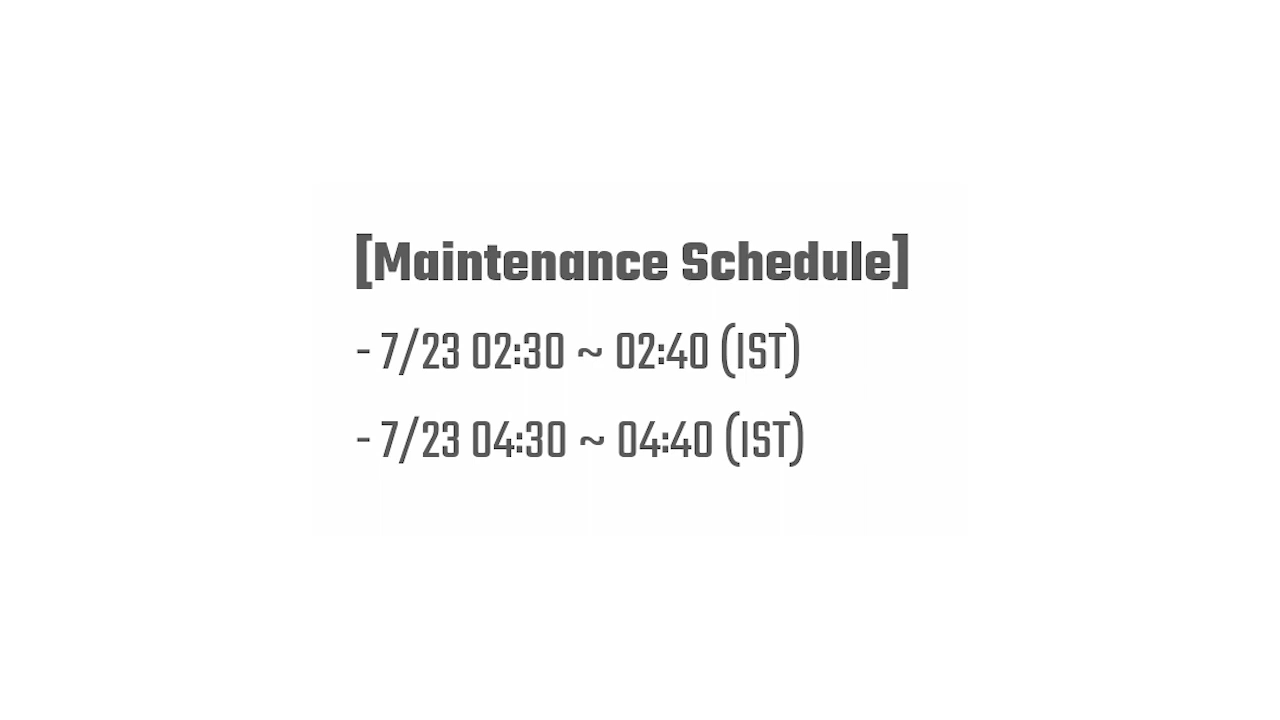 [Maintenance Schedule]
- 7/23 02:30 ~ 02:40 (IST)
- 7/23 04:30 ~ 04:40 (IST)